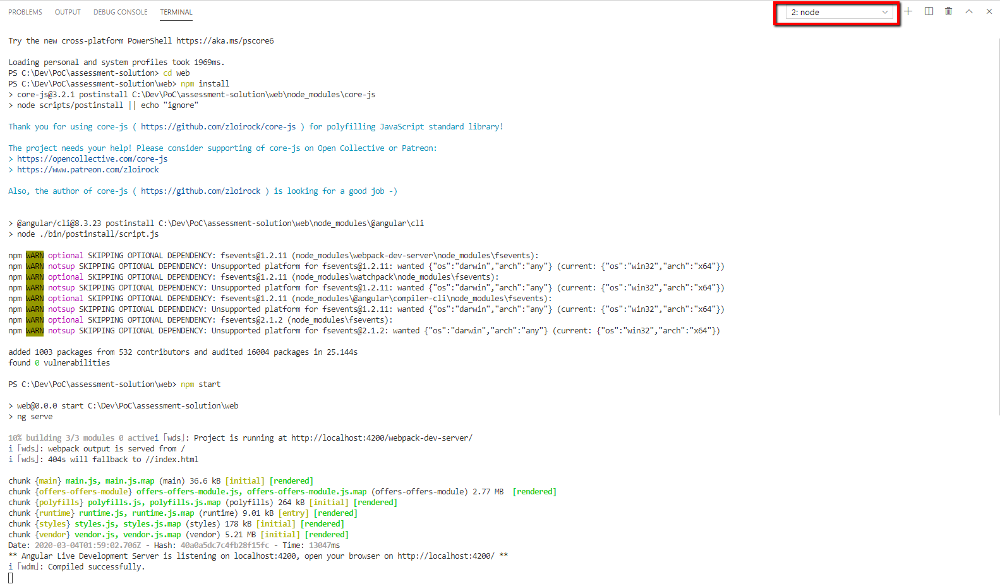 PROBLEMS OUTPUT DEBUG CONSOLE TERMINAL 2: node
Try the new cross-platform PowerShell https://aka.ms/pscore6
Loading personal and system profiles took 1969ms.
PS C:\Dev\PoC\assessment-solution> cd web
PS C:\Dev\PoC\assessment-solution\web> npm install
> core-js@3.2.1 postinstall C:\Dev\PoC\assessment-solution\web\node_modules\core-js
> node scripts/postinstall || echo "ignore"
Thank you for using core-js ( https://github.com/zloirock/core-js ) for polyfilling JavaScript standard library!
The project needs your help! Please consider supporting of core-js on Open Collective or Patreon:
> https://opencollective.com/core-js
> https://www.patreon.com/zloirock
Also, the author of core-js ( https://github.com/zloirock ) is looking for a good job -)
> @angular/cli@8.3.23 postinstall C:\Dev\PoC\assessment-solution\web\node_modules\@angular\cli
> node ./bin/postinstall/script.js
npm WARN optional SKIPPING OPTIONAL DEPENDENCY: fsevents@1.2.11 (node_modules\webpack-dev-server\node_modules\fsevents):
npm WARN notsup SKIPPING OPTIONAL DEPENDENCY: Unsupported platform for fsevents@1.2.11: wanted {"os":"darwin","arch":"any"} (current: {"os":"win32","arch":"x64"})
npm WARN optional SKIPPING OPTIONAL DEPENDENCY: fsevents@1.2.11 (node_modules\watchpack\node_modules\fsevents):
npm WARN notsup SKIPPING OPTIONAL DEPENDENCY: Unsupported platform for fsevents@1.2.11: wanted {"os":"darwin","arch":"any"} (current: {"os":"win32","arch":"x64"})
npm WARN optional SKIPPING OPTIONAL DEPENDENCY: fsevents@1.2.11 (node_modules\@angular\compiler-cli\node_modules\fsevents):
npm WARN notsup SKIPPING OPTIONAL DEPENDENCY: Unsupported platform for fsevents@1.2.11: wanted {"os":"darwin","arch":"any"} (current: {"os":"win32","arch":"x64"})
npm WARN optional SKIPPING OPTIONAL DEPENDENCY: fsevents@2.1.2 (node_modules\fsevents):
npm WARN notsup SKIPPING OPTIONAL DEPENDENCY: Unsupported platform for fsevents@2.1.2: wanted {"os":"darwin","arch":"any"} (current: {"os":"win32","arch":"x64"})
added 1003 packages from 532 contributors and audited 16004 packages in 25.144s
found 0 vulnerabilities
PS C:\Dev\PoC\assessment-solution\web> npm start
> web@0.0.0 start C:\Dev\PoC\assessment-solution\web
> ng serve
10% building 3/3 modules 0 activei ｢wds｣: Project is running at http://localhost:4200/webpack-dev-server/
i ｢wds｣: webpack output is served from /
i ｢wds｣: 404s will fallback to //index.html
chunk {main} main.js, main.js.map (main) 36.6 kB [initial] [rendered]
chunk {offers-offers-module} offers-offers-module.js, offers-offers-module.js.map (offers-offers-module) 2.77 MB [rendered]
chunk {polyfills} polyfills.js, polyfills.js.map (polyfills) 264 kB [initial] [rendered]
chunk {runtime} runtime.js, runtime.js.map (runtime) 9.01 kB [entry] [rendered]
chunk {styles} styles.js, styles.js.map (styles) 178 kB [initial] [rendered]
chunk {vendor} vendor.js, vendor.js.map (vendor) 5.21 MB [initial] [rendered]
Date: 2020-03-04T01:59:02.706Z - Hash: 40a0a5dc7c4fb28f15fc - Time: 13047ms
** Angular Live Development Server is listening on localhost:4200, open your browser on http://localhost:4200/ **
i ｢wdm｣: Compiled successfully.